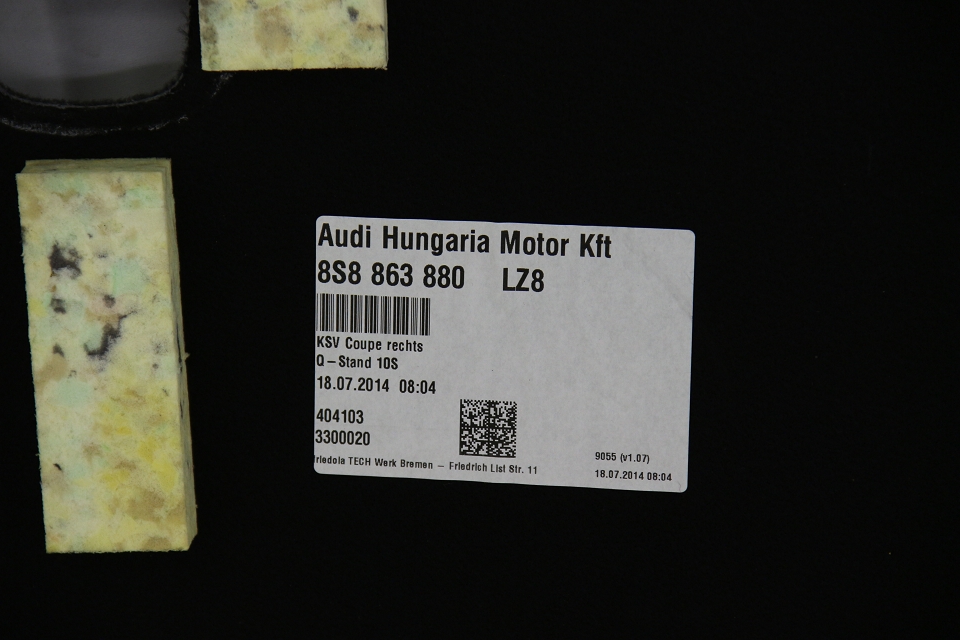 Audi Hungaria Motor Kft
8S8 863 880 LZ8
KSV Coupe rechts
Q-Stand 10S
18.07.2014 08:04
404103
3300020
friedola TECH Werk Bremen - Friedrich List Str. 11
9055 (v1.07)
18.07.2014 08:04